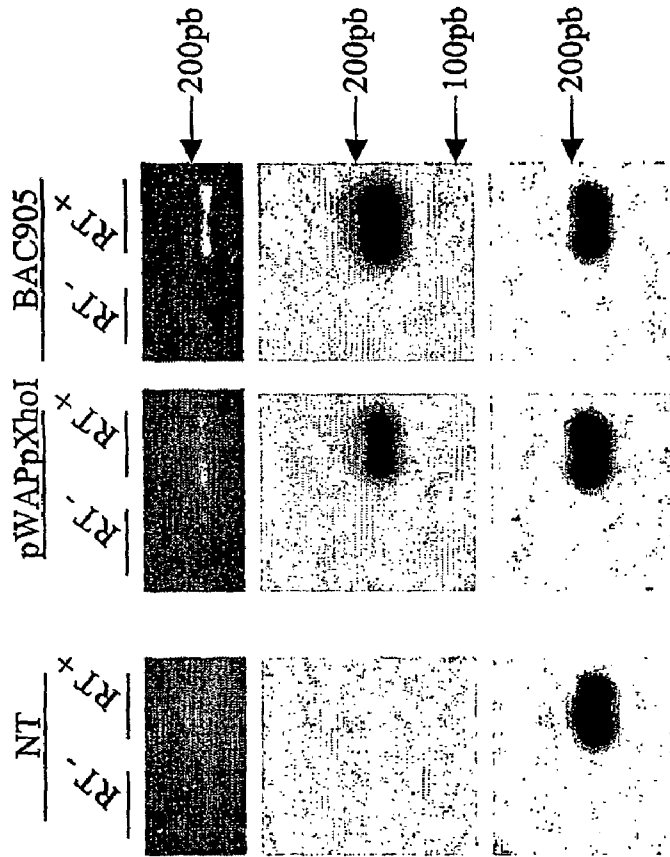 NT pWAPpXhoI BAC905
RT- RT+ RT- RT+ RT- RT+
200pb
200pb
100pb
200pb